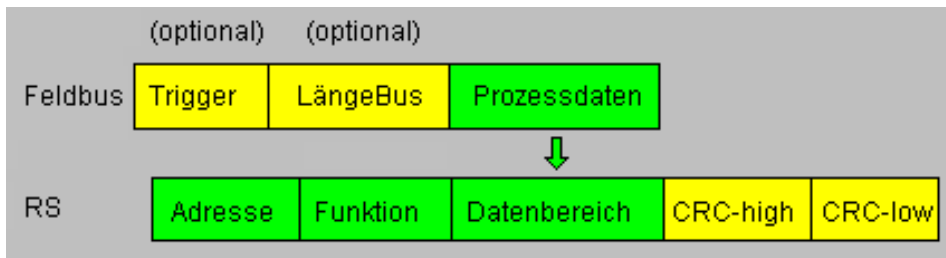 (optional) (optional)
Feldbus Trigger LängeBus Prozessdaten
RS Adresse Funktion Datenbereich CRC-high CRC-low